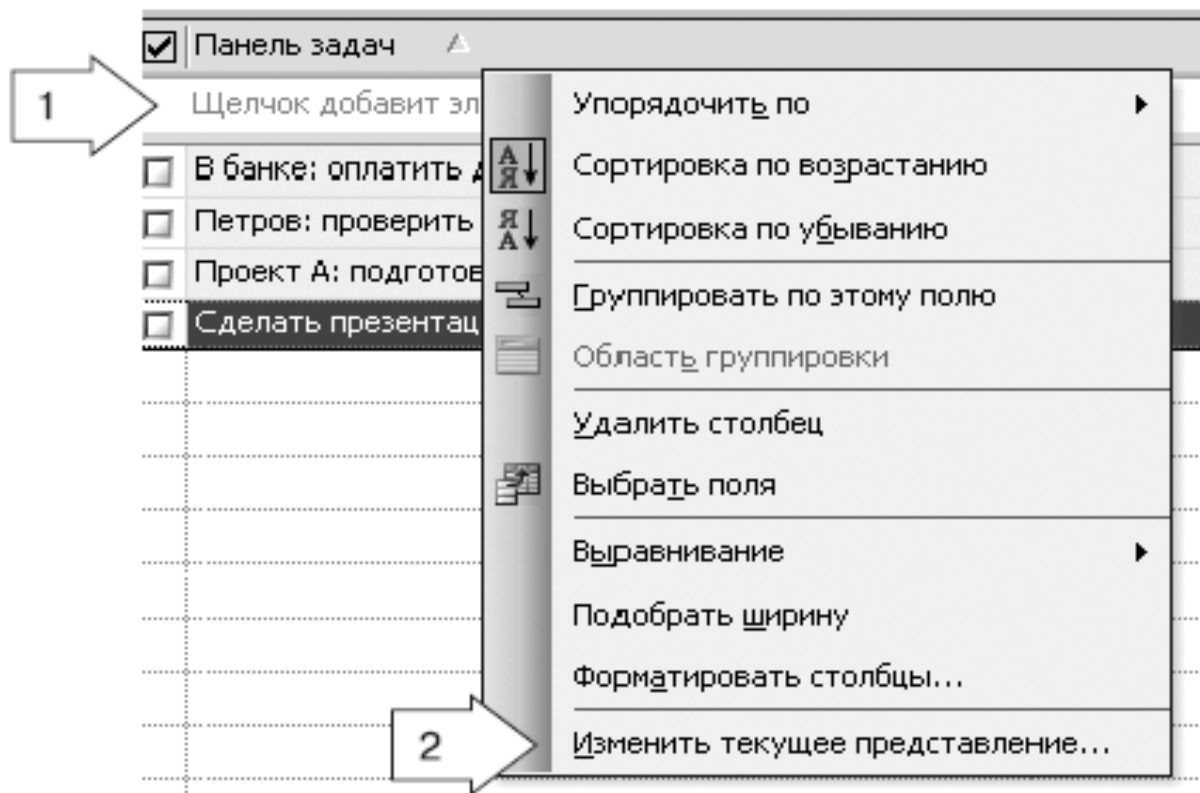 Панель задач
1
Щелчок добавит эл
В банке: оплатить
Петров: проверить
Проект А: подготов
Сделать презентац
Упорядочить по
Сортировка по возрастанию
Сортировка по убыванию
Группировать по этому полю
Область группировки
Удалить столбец
Выбрать поля
Выравнивание
Подобрать ширину
Форматировать столбцы...
2
Изменить текущее представление...